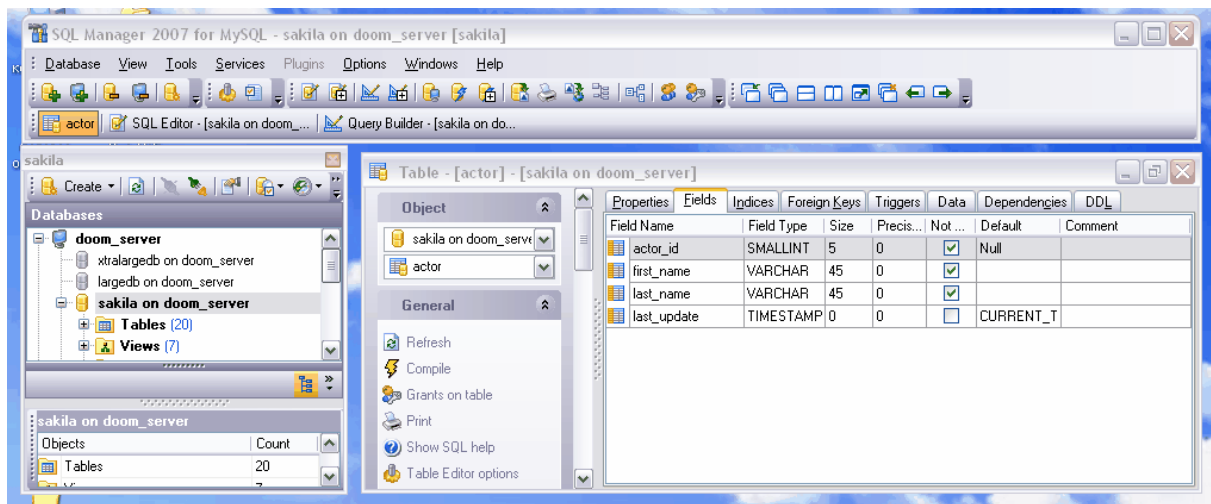 SQL Manager 2007 for MySQL - sakila on doom_server [sakila]
Database View Tools Services Plugins Options Windows Help
actor SQL Editor - [sakila on doom_... Query Builder - [sakila on do...
sakila
Create
Databases
doom_server
xtralargedb on doom_server
largedb on doom_server
sakila on doom_server
Tables (20)
Views (7)
sakila on doom_server
Objects Count
Tables 20
Table - [actor] - [sakila on doom_server]
Object
sakila on doom_serve
actor
General
Refresh
Compile
Grants on table
Print
Show SQL help
Table Editor options
Properties Fields Indices Foreign Keys Triggers Data Dependencies DDL
Field Name Field Type Size Precis... Not ... Default Comment
actor_id SMALLINT 5 0 Null
first_name VARCHAR 45 0
last_name VARCHAR 45 0
last_update TIMESTAMP 0 0 CURRENT_T